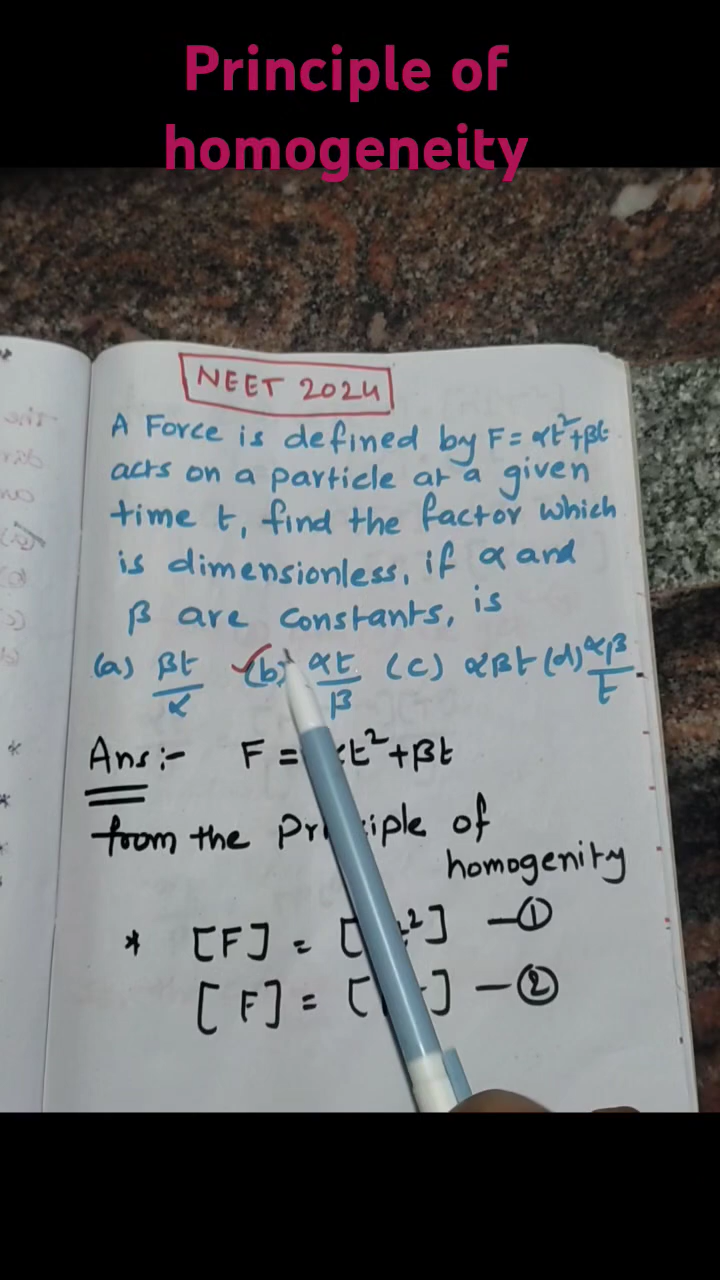 Principle of
homogeneity
NEET 2024
A Force is defined by F = αt²+βt
acts on a particle at a given
time t, find the factor which
is dimensionless, if α and
β are constants, is
(a) βt/α (b) αt/β (c) αβt (d) αβ/t
Ans:- F = t²+βt
from the of
homogenity
* [F] = [ ²] —①
[F] = [ ] —②